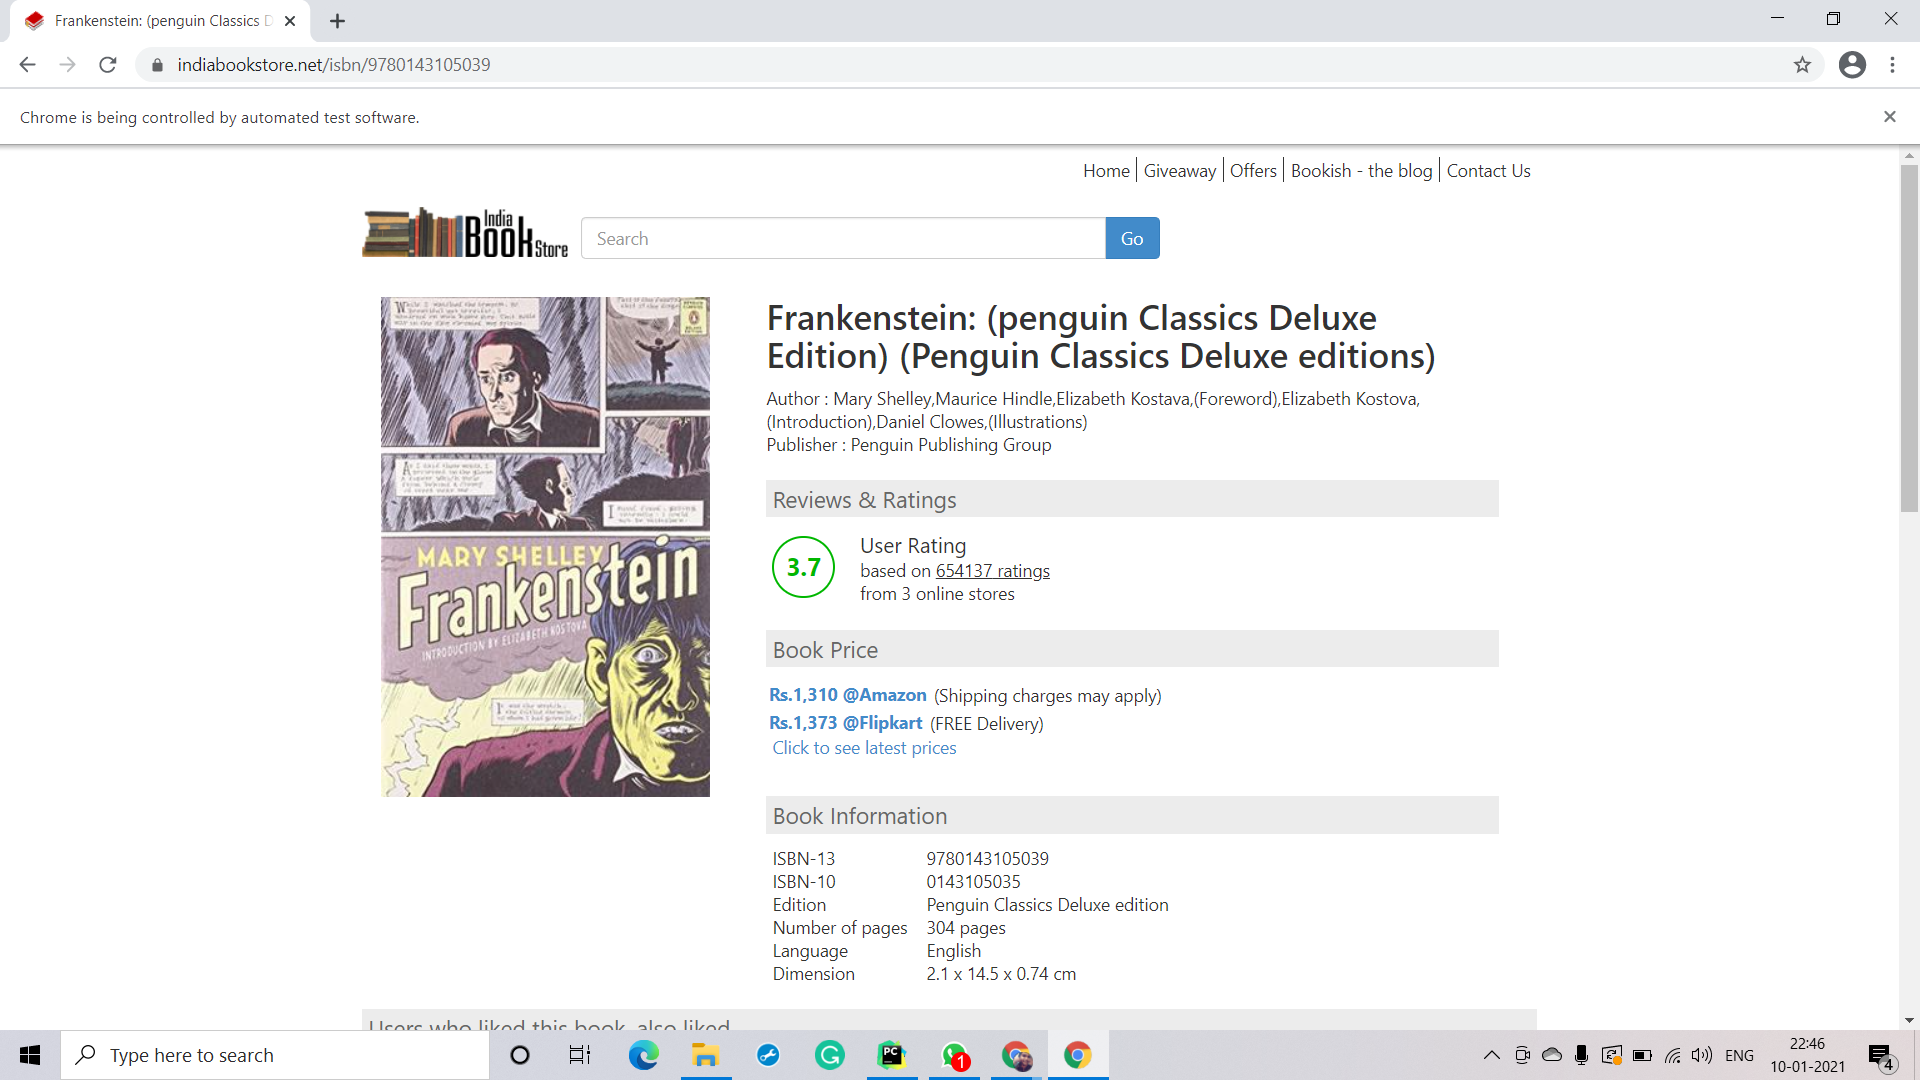 Frankenstein: (penguin Classics D
indiabookstore.net/isbn/9780143105039
Chrome is being controlled by automated test software.
Home Giveaway Offers Bookish - the blog Contact Us
India
Book Store
Search
Go
MARY SHELLEY
Frankenstein
INTRODUCTION BY ELIZABETH KOSTOVA
Frankenstein: (penguin Classics Deluxe
Edition) (Penguin Classics Deluxe editions)
Author : Mary Shelley,Maurice Hindle,Elizabeth Kostava,(Foreword),Elizabeth Kostova,
(Introduction),Daniel Clowes,(Illustrations)
Publisher : Penguin Publishing Group
Reviews & Ratings
3.7
User Rating
based on 654137 ratings
from 3 online stores
Book Price
Rs.1,310 @Amazon (Shipping charges may apply)
Rs.1,373 @Flipkart (FREE Delivery)
Click to see latest prices
Book Information
ISBN-13 9780143105039
ISBN-10 0143105035
Edition Penguin Classics Deluxe edition
Number of pages 304 pages
Language English
Dimension 2.1 x 14.5 x 0.74 cm
Users who liked this book, also liked
Type here to search
PC
1
ENG
22:46
10-01-2021
4